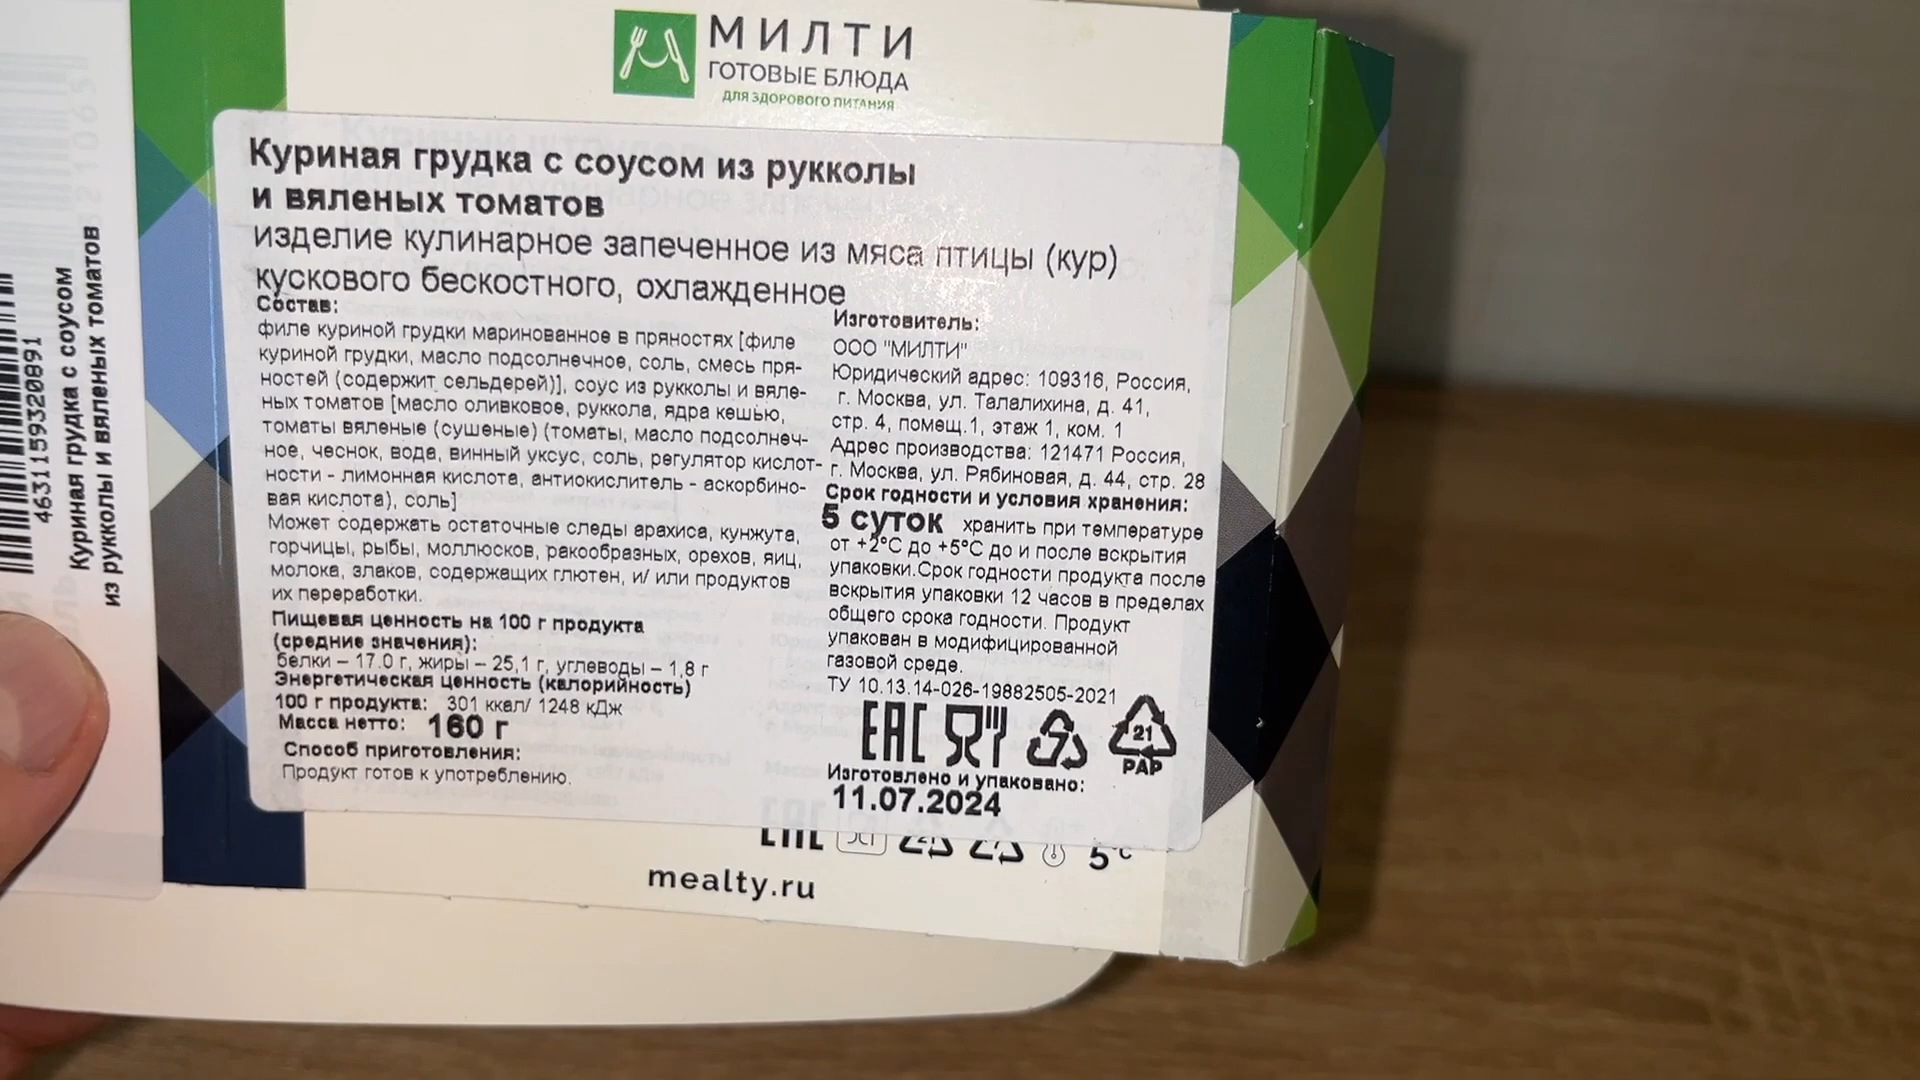 МИЛТИ
ГОТОВЫЕ БЛЮДА
ДЛЯ ЗДОРОВОГО ПИТАНИЯ
Куриная грудка с соусом из рукколы
и вяленых томатов
изделие кулинарное запеченное из мяса птицы (кур)
кускового бескостного, охлажденное
Состав:
филе куриной грудки маринованное в пряностях [филе
куриной грудки, масло подсолнечное, соль, смесь пря-
ностей (содержит сельдерей)], соус из рукколы и вяле-
ных томатов [масло оливковое, руккола, ядра кешью,
томаты вяленые (сушеные) (томаты, масло подсолнеч-
ное, чеснок, вода, винный уксус, соль, регулятор кислот-
ности - лимонная кислота, антиокислитель - аскорбино-
вая кислота), соль]
Может содержать остаточные следы арахиса, кунжута,
горчицы, рыбы, моллюсков, ракообразных, орехов, яиц,
молока, злаков, содержащих глютен, и/ или продуктов
их переработки.
Пищевая ценность на 100 г продукта
(средние значения):
белки – 17.0 г, жиры – 25,1 г, углеводы – 1,8 г
Энергетическая ценность (калорийность)
100 г продукта: 301 ккал/ 1248 кДж
Масса нетто: 160 г
Способ приготовления:
Продукт готов к употреблению.
Изготовитель:
ООО "МИЛТИ"
Юридический адрес: 109316, Россия,
г. Москва, ул. Талалихина, д. 41,
стр. 4, помещ.1, этаж 1, ком. 1
Адрес производства: 121471 Россия,
г. Москва, ул. Рябиновая, д. 44, стр. 28
Срок годности и условия хранения:
5 суток хранить при температуре
от +2°C до +5°C до и после вскрытия
упаковки.Срок годности продукта после
вскрытия упаковки 12 часов в пределах
общего срока годности. Продукт
упакован в модифицированной
газовой среде.
ТУ 10.13.14-026-19882505-2021
EAC
7
21
PAP
Изготовлено и упаковано:
11.07.2024
5°C
mealty.ru
4631159320891
Куриная грудка с соусом
из рукколы и вяленых томатов